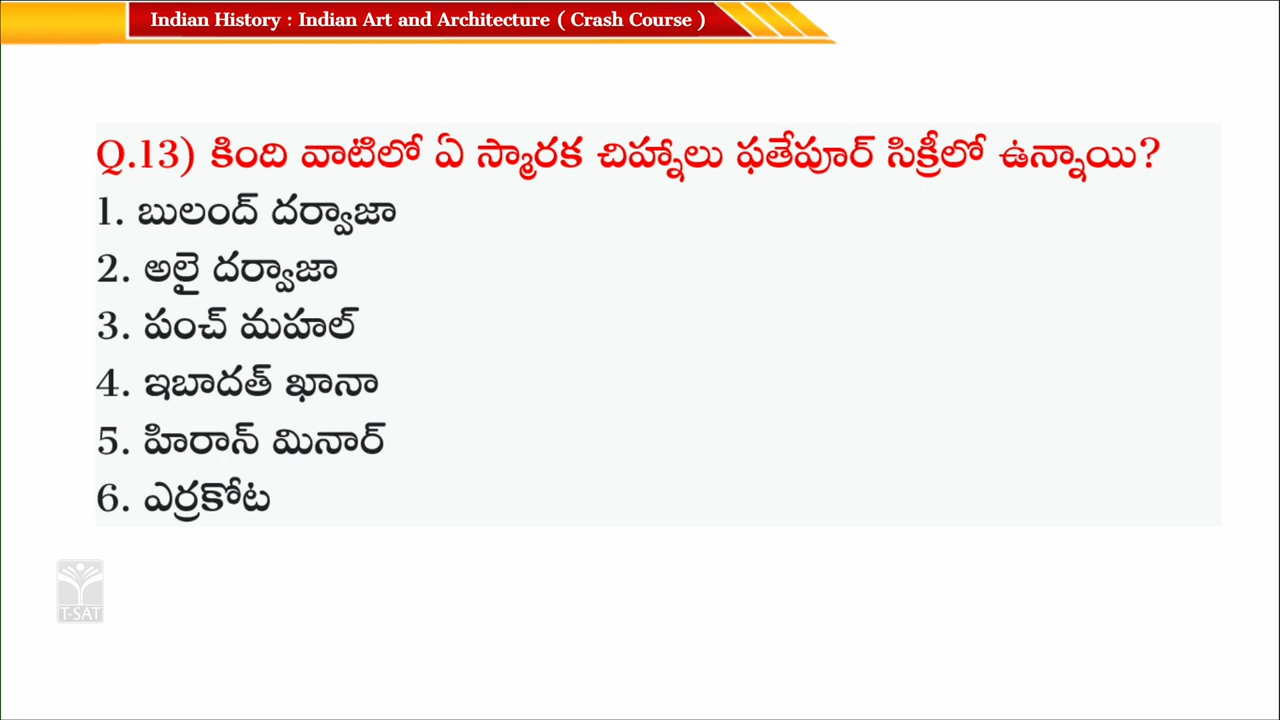 Indian History : Indian Art and Architecture ( Crash Course )
Q.13) కింది వాటిలో ఏ స్మారక చిహ్నాలు ఫతేపూర్ సిక్రీలో ఉన్నాయి?
1. బులంద్ దర్వాజా
2. అలై దర్వాజా
3. పంచ్ మహల్
4. ఇబాదత్ ఖానా
5. హిరాన్ మినార్
6. ఎర్రకోట
T-SAT